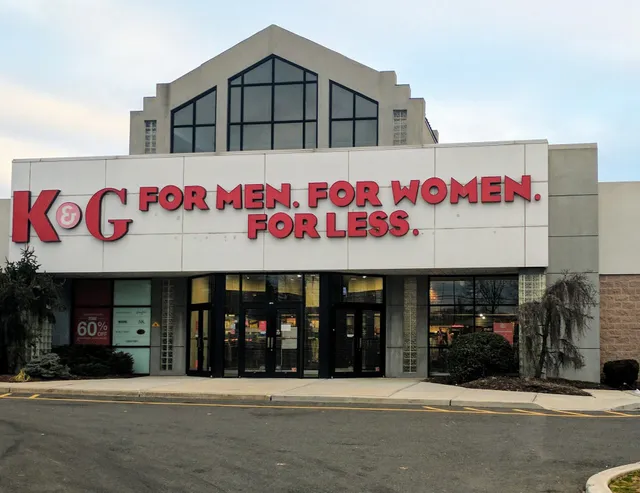 K&G FOR MEN. FOR WOMEN.
FOR LESS.
60%